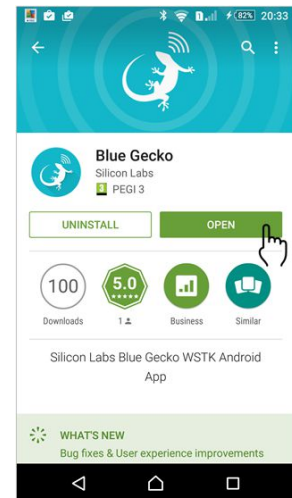 82% 20:33
Blue Gecko
Silicon Labs
3 PEGI 3
UNINSTALL
OPEN
100
5.0
Downloads
1
Business
Similar
Silicon Labs Blue Gecko WSTK Android
App
WHAT'S NEW
Bug fixes & User experience improvements